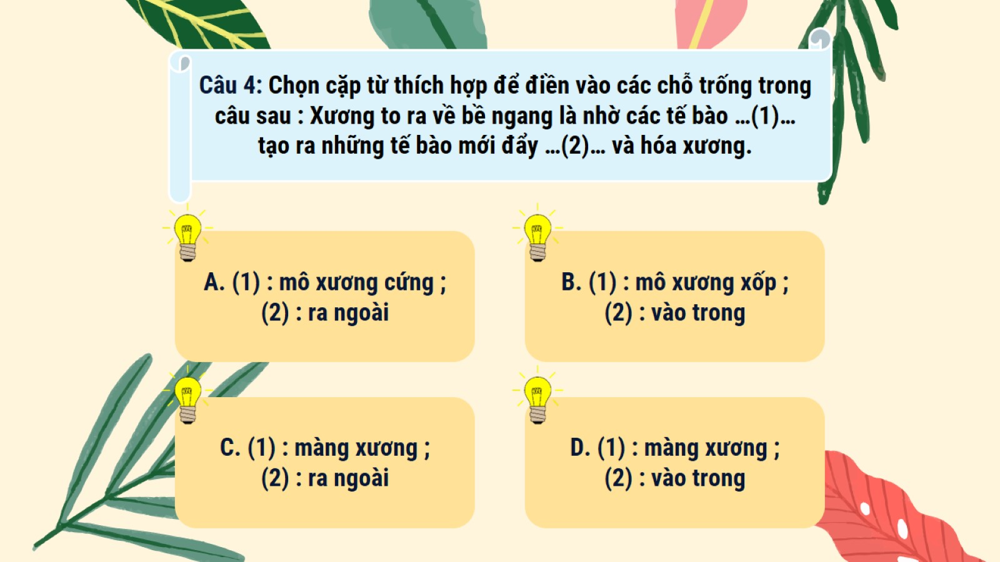 Câu 4: Chọn cặp từ thích hợp để điền vào các chỗ trống trong
câu sau : Xương to ra về bề ngang là nhờ các tế bào ...(1)...
tạo ra những tế bào mới đẩy ...(2)... và hóa xương.
A. (1) : mô xương cứng ;
(2) : ra ngoài
B. (1) : mô xương xốp ;
(2) : vào trong
C. (1) : màng xương ;
(2) : ra ngoài
D. (1) : màng xương ;
(2) : vào trong